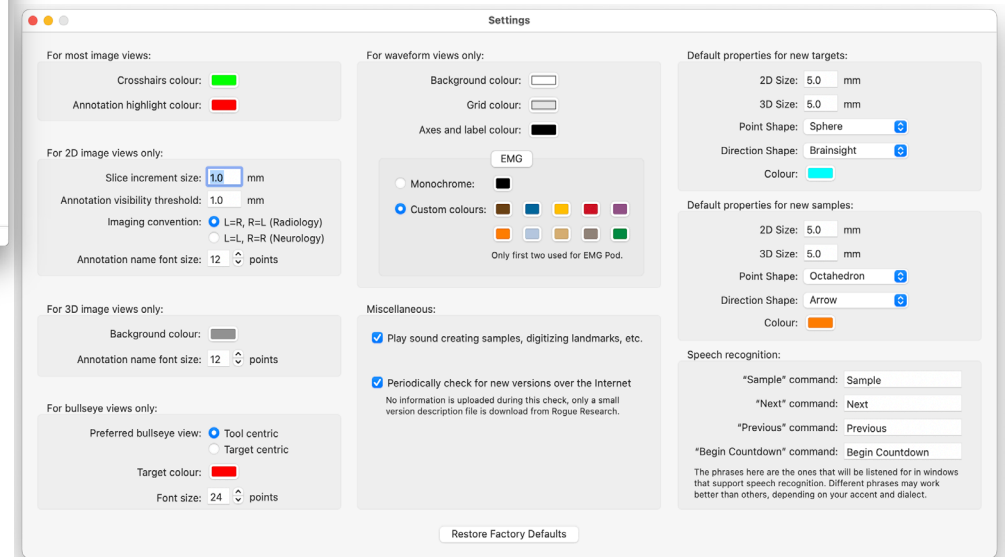 Settings
For most image views:
Crosshairs colour:
Annotation highlight colour:
For 2D image views only:
Slice increment size: 1.0 mm
Annotation visibility threshold: 1.0 mm
Imaging convention: L=R, R=L (Radiology)
L=L, R=R (Neurology)
Annotation name font size: 12 points
For 3D image views only:
Background colour:
Annotation name font size: 12 points
For bullseye views only:
Preferred bullseye view: Tool centric
Target centric
Target colour:
Font size: 24 points
For waveform views only:
Background colour:
Grid colour:
Axes and label colour:
EMG
Monochrome:
Custom colours:
Only first two used for EMG Pod.
Miscellaneous:
Play sound creating samples, digitizing landmarks, etc.
Periodically check for new versions over the Internet
No information is uploaded during this check, only a small
version description file is download from Rogue Research.
Default properties for new targets:
2D Size: 5.0 mm
3D Size: 5.0 mm
Point Shape: Sphere
Direction Shape: Brainsight
Colour:
Default properties for new samples:
2D Size: 5.0 mm
3D Size: 5.0 mm
Point Shape: Octahedron
Direction Shape: Arrow
Colour:
Speech recognition:
“Sample” command: Sample
“Next” command: Next
“Previous” command: Previous
“Begin Countdown” command: Begin Countdown
The phrases here are the ones that will be listened for in windows
that support speech recognition. Different phrases may work
better than others, depending on your accent and dialect.
Restore Factory Defaults